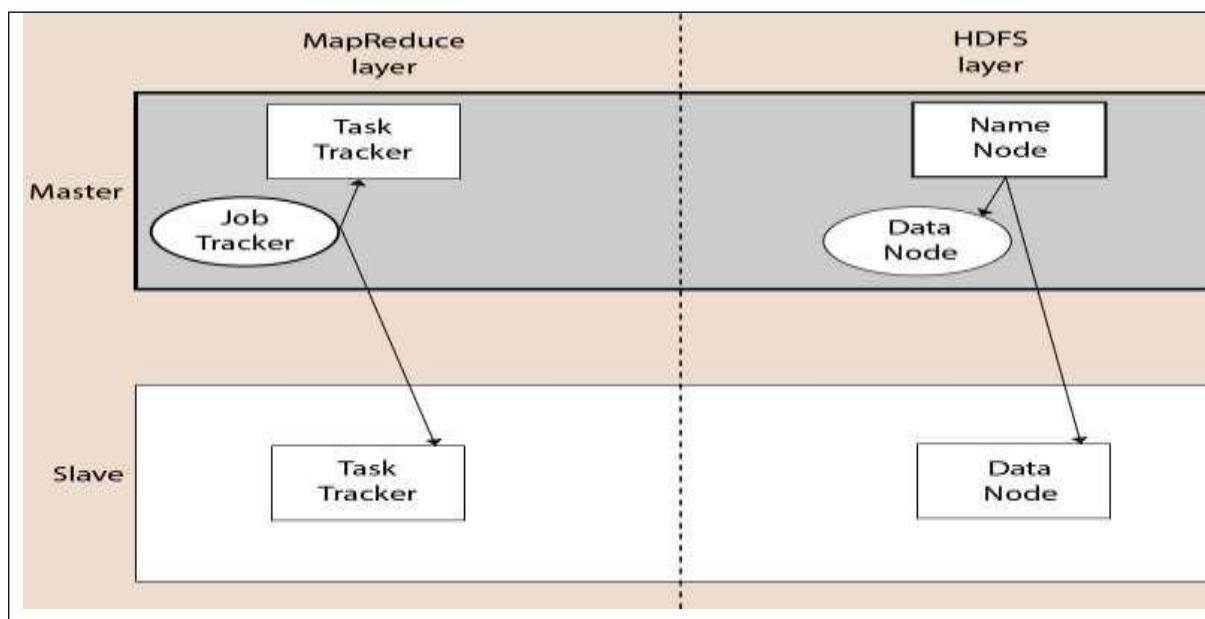 MapReduce
layer
HDFS
layer
Task
Tracker
Name
Node
Master
Job
Tracker
Data
Node
Slave
Task
Tracker
Data
Node